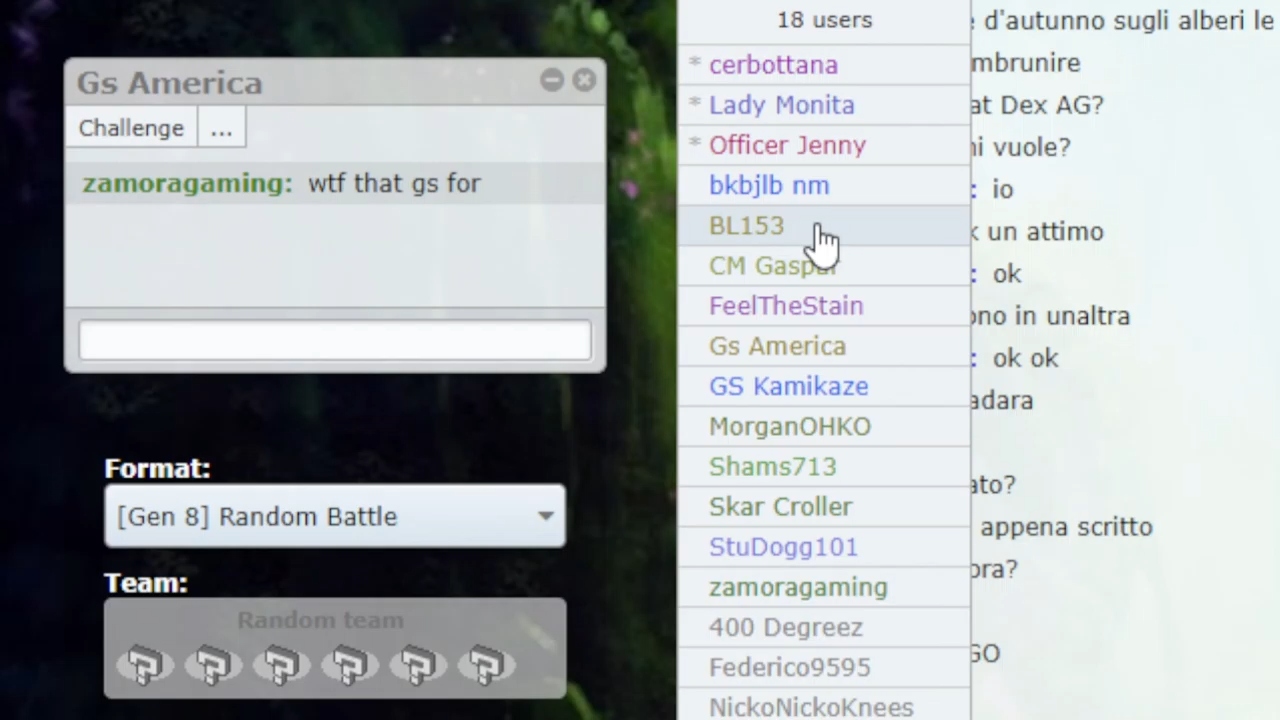 Gs America
Challenge
...
zamoragaming: wtf that gs for
Format:
[Gen 8] Random Battle
Team:
Random team
18 users
* cerbottana
* Lady Monita
* Officer Jenny
bkbjlb nm
BL153
CM Gaspar
FeelTheStain
Gs America
GS Kamikaze
MorganOHKO
Shams713
Skar Croller
StuDogg101
zamoragaming
400 Degreez
Federico9595
NickoNickoKnees
d'autunno sugli alberi le
mbrunire
at Dex AG?
ni vuole?
: io
k un attimo
: ok
ono in unaltra
: ok ok
adara
ato?
appena scritto
ora?
GO